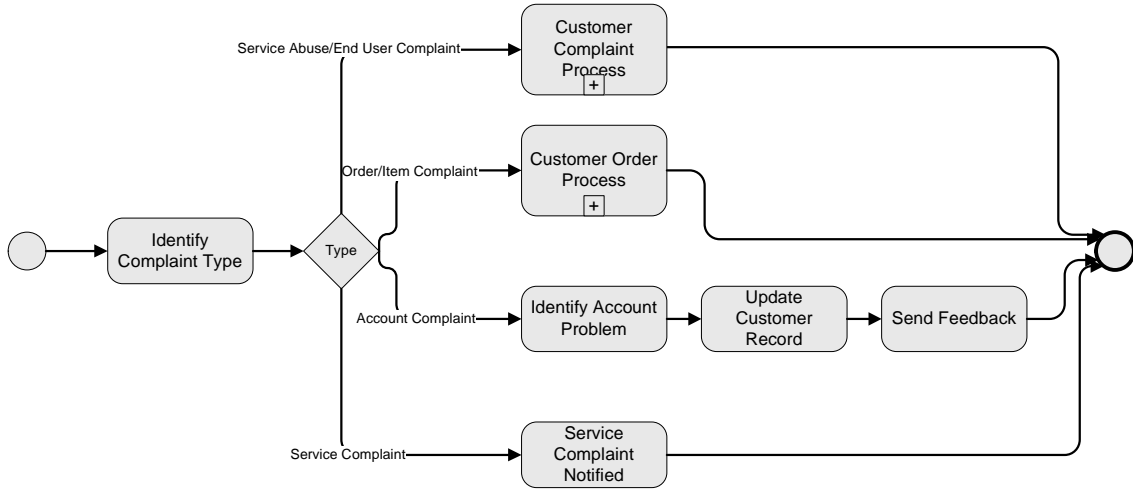 Customer
Complaint
Process
+
Service Abuse/End User Complaint
Order/Item Complaint
Customer Order
Process
+
Identify
Complaint Type
Type
Account Complaint
Identify Account
Problem
Update
Customer
Record
Send Feedback
Service Complaint
Service
Complaint
Notified